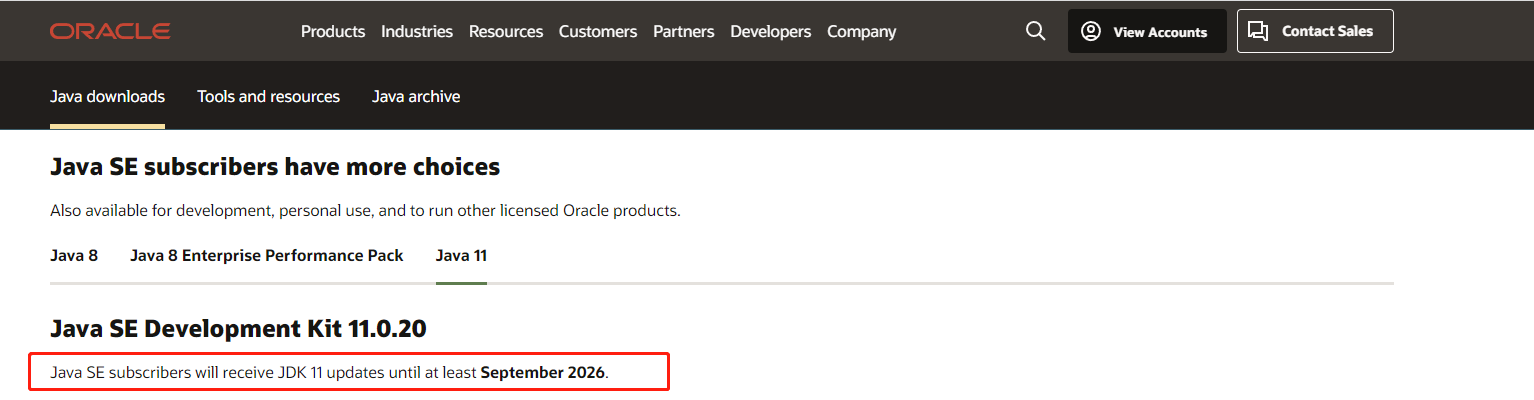 ORACLE Products Industries Resources Customers Partners Developers Company View Accounts Contact Sales
Java downloads Tools and resources Java archive
Java SE subscribers have more choices
Also available for development, personal use, and to run other licensed Oracle products.
Java 8 Java 8 Enterprise Performance Pack Java 11
Java SE Development Kit 11.0.20
Java SE subscribers will receive JDK 11 updates until at least September 2026.